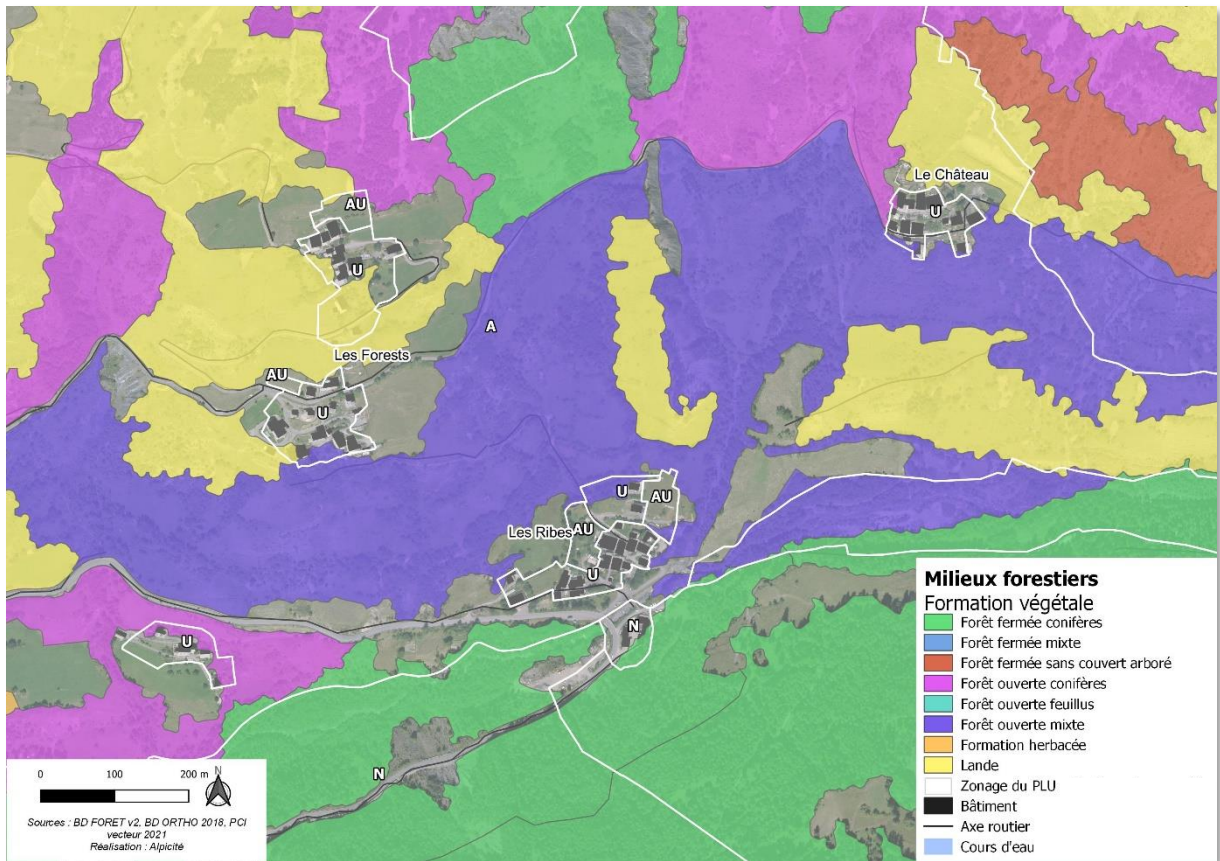 Le Château
U
AU
U
A
Les Forests
AU
U
U
AU
AU
Les Ribes
U
N
U
N
Milieux forestiers
Formation végétale
Forêt fermée conifères
Forêt fermée mixte
Forêt fermée sans couvert arboré
Forêt ouverte conifères
Forêt ouverte feuillus
Forêt ouverte mixte
Formation herbacée
Lande
Zonage du PLU
Bâtiment
Axe routier
Cours d'eau
0 100 200 m N
Sources : BD FORET v2, BD ORTHO 2018, PCI
vecteur 2021
Réalisation : Alpicité